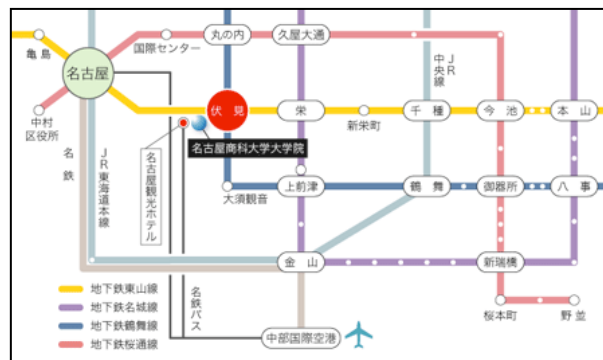 亀島
名古屋
国際センター
丸の内
久屋大通
JR
中央線
中村
区役所
伏見
栄
新栄町
千種
今池
本山
名古屋商科大学大学院
名古屋観光ホテル
名鉄
JR東海道本線
大須観音
上前津
鶴舞
御器所
八事
金山
新瑞橋
地下鉄東山線
地下鉄名城線
地下鉄鶴舞線
地下鉄桜通線
名鉄バス
中部国際空港
桜本町
野並